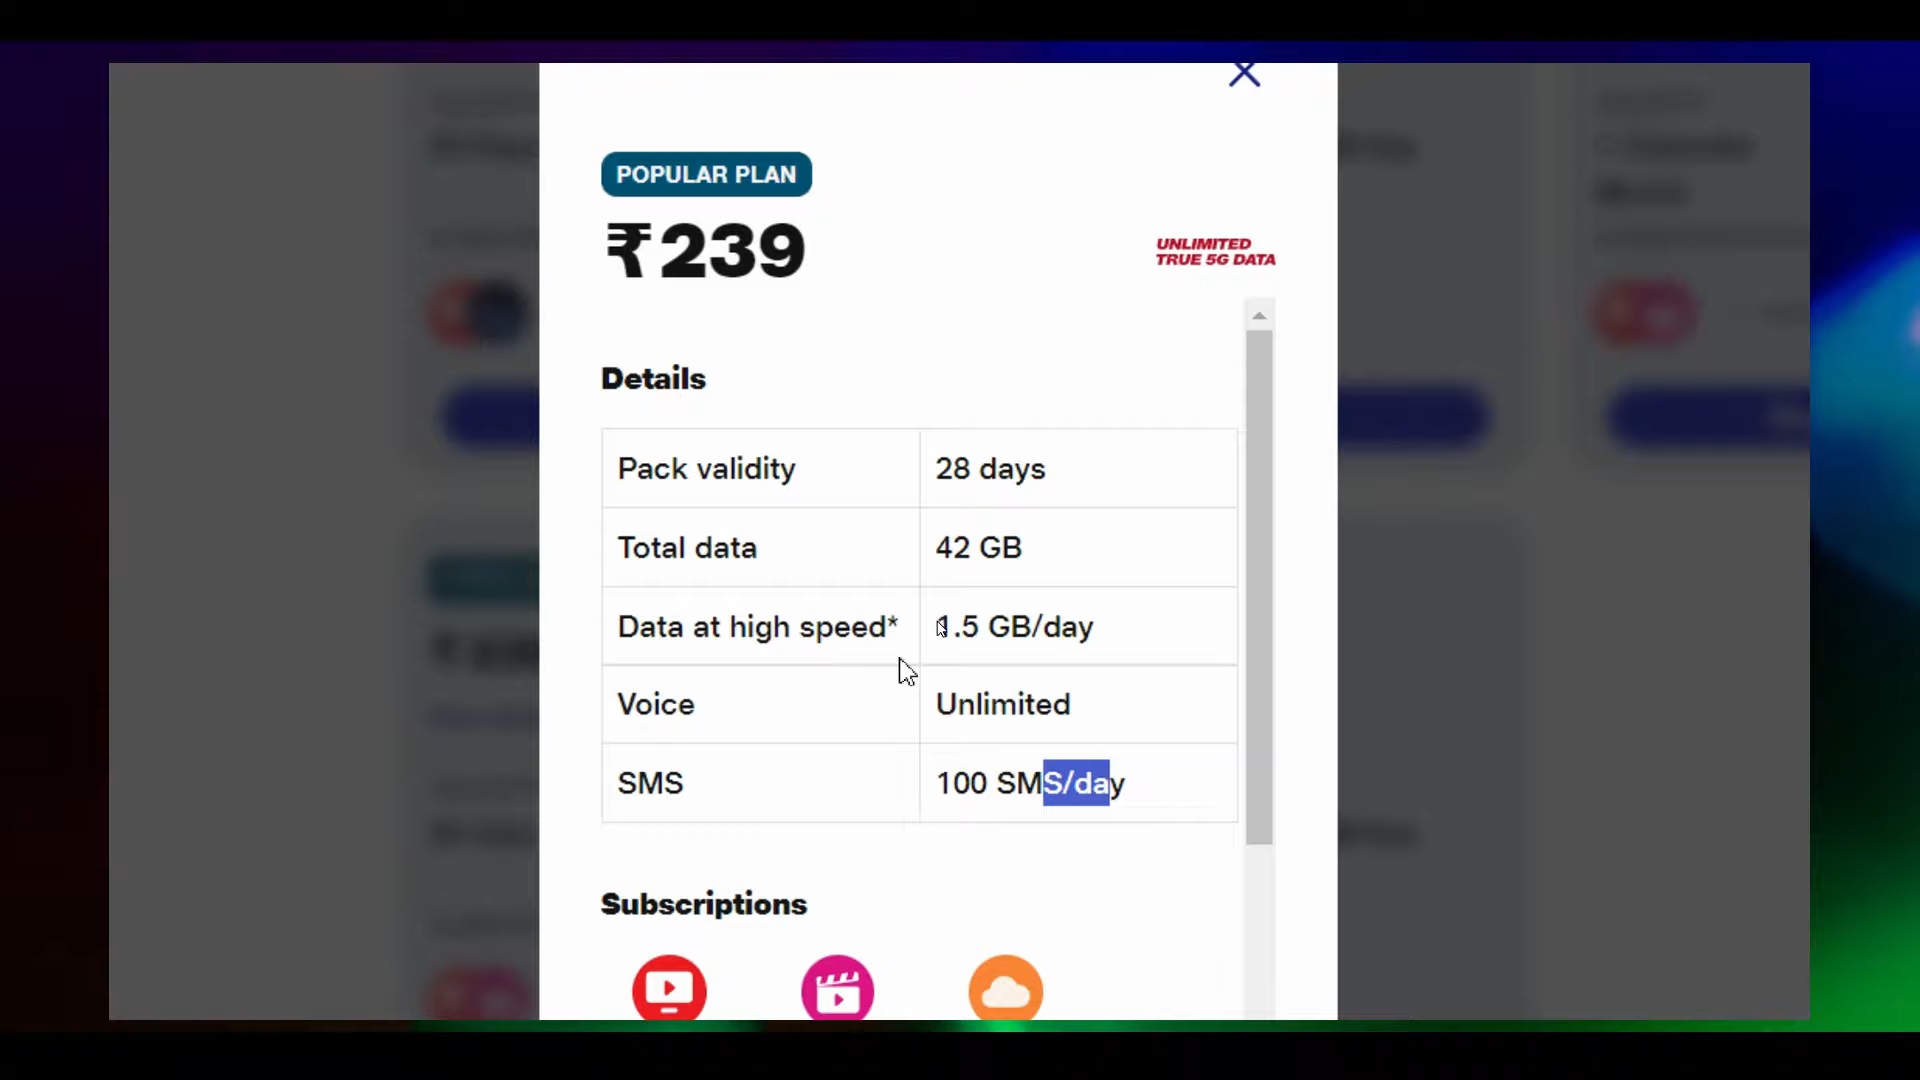 POPULAR PLAN
₹239
UNLIMITED
TRUE 5G DATA
Details
Pack validity 28 days
Total data 42 GB
Data at high speed* 1.5 GB/day
Voice Unlimited
SMS 100 SMS/day
Subscriptions